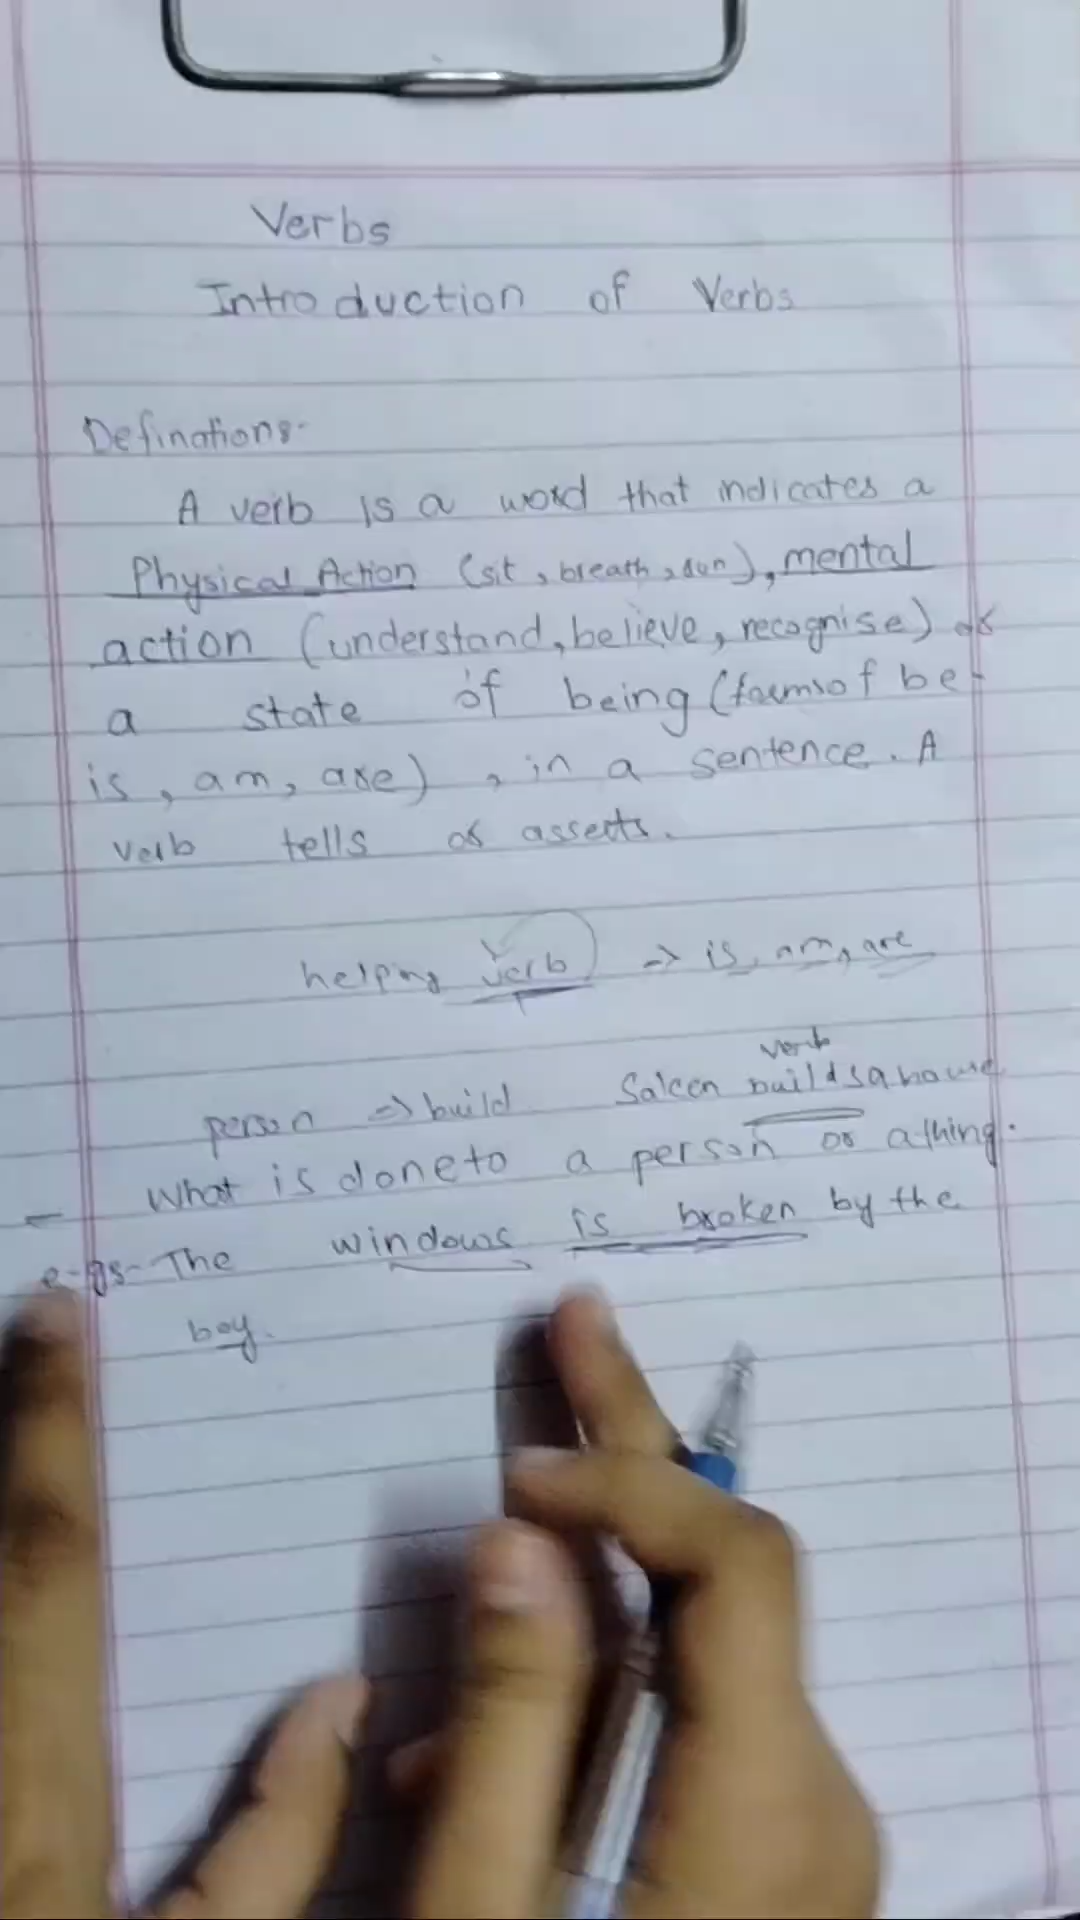 Verbs
Introduction of Verbs
Definations:-
A verb is a word that indicates a
Physical Action (sit, breath, run), mental
action (understand, believe, recognise) or
a state of being (forms of be-
is, am, are), in a sentence. A
verb tells or asserts.
helping verb -> is, am, are
verb
person => build Saleen builds a house
What is done to a person or a thing.
e.g:- The windows is broken by the
boy.